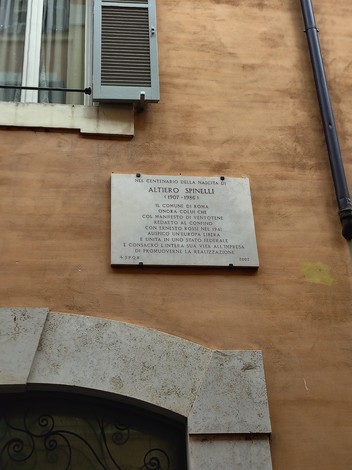 NEL CENTENARIO DELLA NASCITA DI
ALTIERO SPINELLI
(1907-1986)
IL COMUNE DI ROMA
ONORA COLUI CHE
COL MANIFESTO DI VENTOTENE
REDATTO AL CONFINO
CON ERNESTO ROSSI NEL 1941
AUSPICÒ UN'EUROPA LIBERA
E UNITA IN UNO STATO FEDERALE
E CONSACRÒ L'INTERA SUA VITA ALL'IMPRESA
DI PROMUOVERNE LA REALIZZAZIONE
S.P.Q.R. 2007